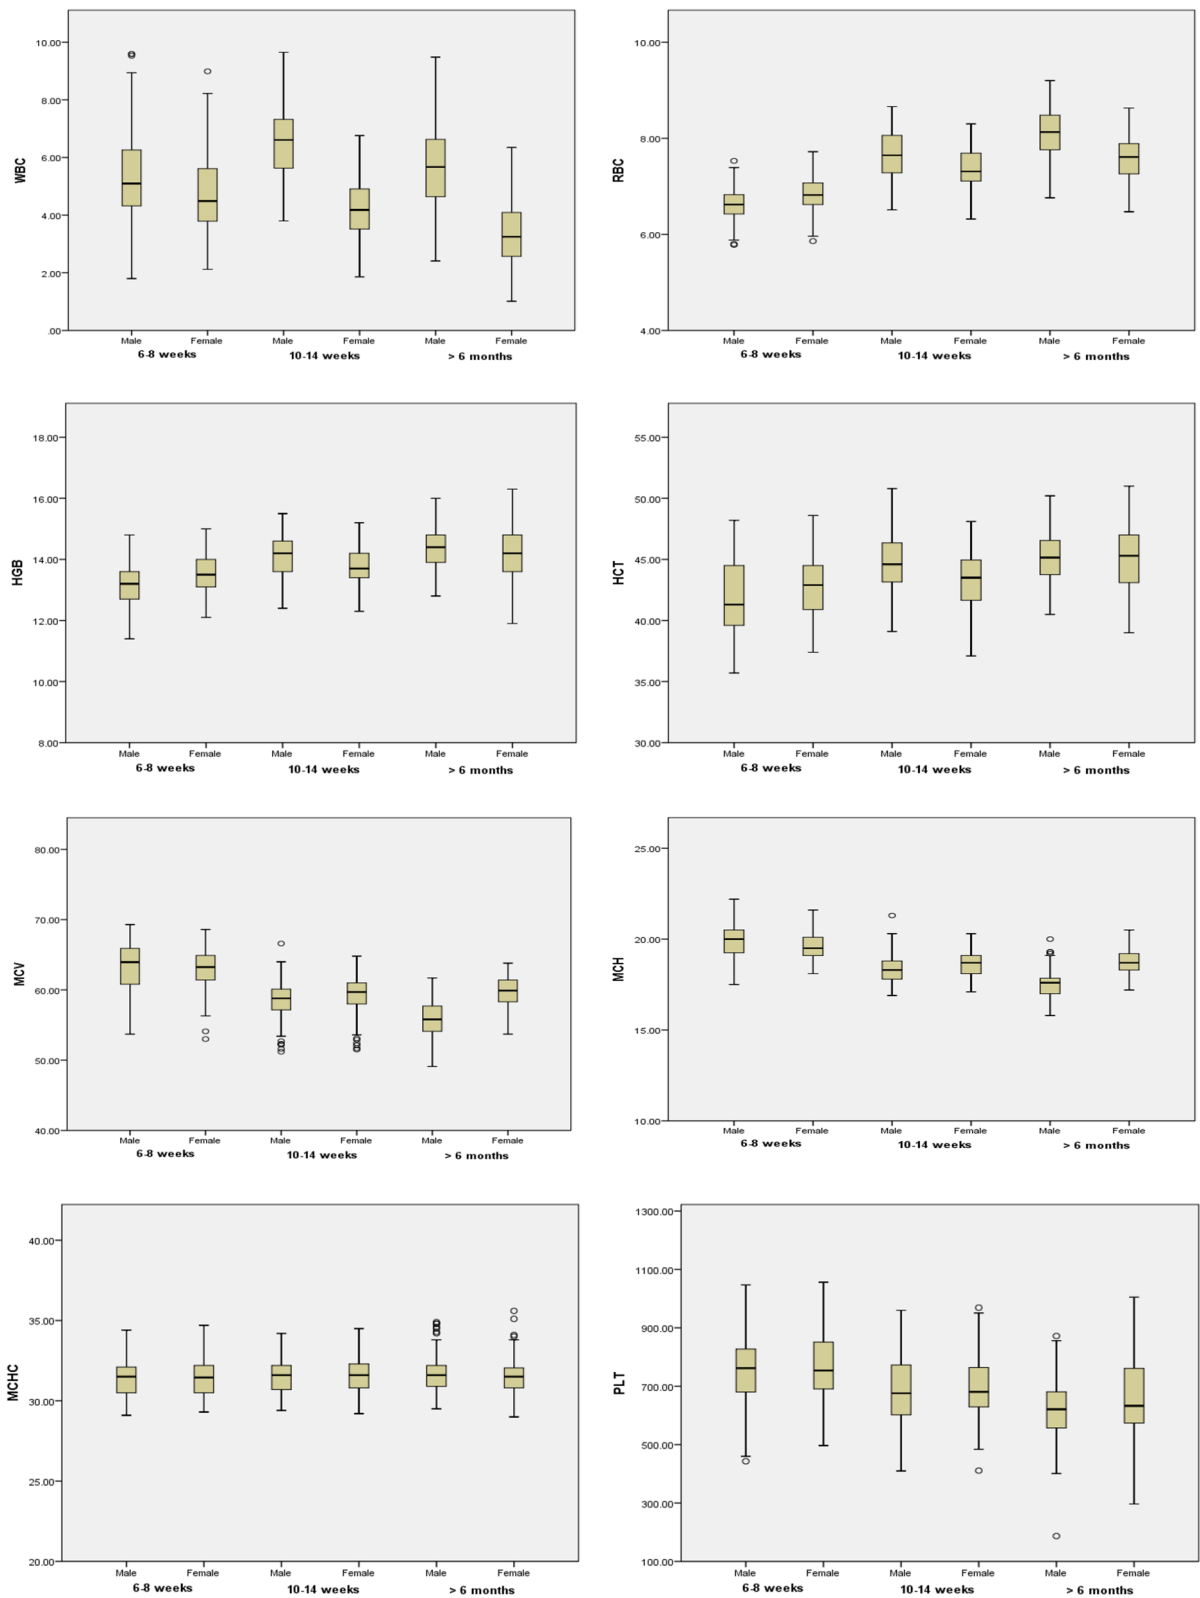 WBC
10.00
8.00
6.00
4.00
2.00
.00
Male Female Male Female Male Female
6-8 weeks 10-14 weeks > 6 months
RBC
10.00
8.00
6.00
4.00
Male Female Male Female Male Female
6-8 weeks 10-14 weeks > 6 months
HGB
18.00
16.00
14.00
12.00
10.00
8.00
Male Female Male Female Male Female
6-8 weeks 10-14 weeks > 6 months
HCT
55.00
50.00
45.00
40.00
35.00
30.00
Male Female Male Female Male Female
6-8 weeks 10-14 weeks > 6 months
MCV
80.00
70.00
60.00
50.00
40.00
Male Female Male Female Male Female
6-8 weeks 10-14 weeks > 6 months
MCH
25.00
20.00
15.00
10.00
Male Female Male Female Male Female
6-8 weeks 10-14 weeks > 6 months
MCHC
40.00
35.00
30.00
25.00
20.00
Male Female Male Female Male Female
6-8 weeks 10-14 weeks > 6 months
PLT
1300.00
1100.00
900.00
700.00
500.00
300.00
100.00
Male Female Male Female Male Female
6-8 weeks 10-14 weeks > 6 months